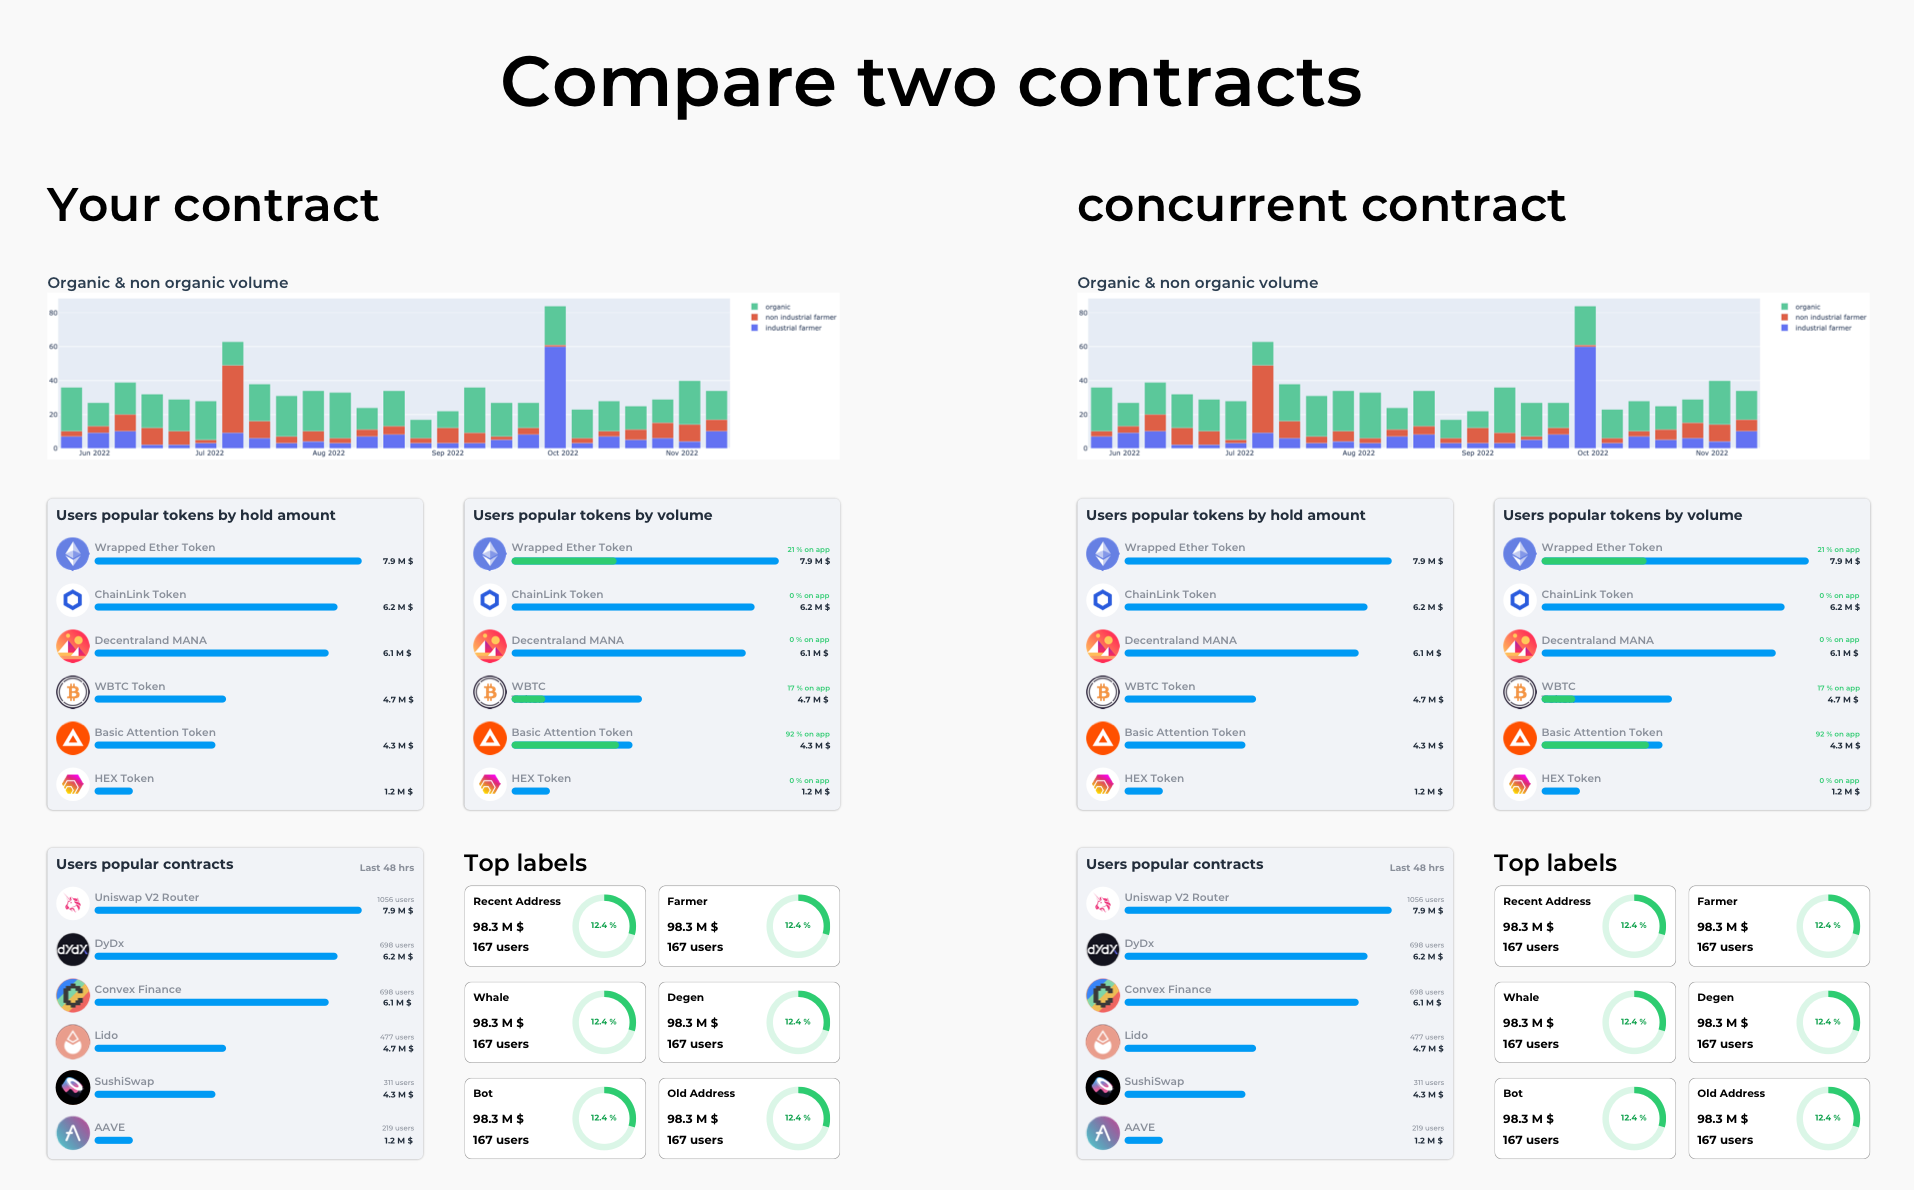 Compare two contracts
Your contract
Organic & non organic volume
organic
non industrial farmer
industrial farmer
80
60
40
20
0
Jun 2022
Jul 2022
Aug 2022
Sep 2022
Oct 2022
Nov 2022
Users popular tokens by hold amount
Wrapped Ether Token
7.9 M $
ChainLink Token
6.2 M $
Decentraland MANA
6.1 M $
WBTC Token
4.7 M $
Basic Attention Token
4.3 M $
HEX Token
1.2 M $
Users popular tokens by volume
Wrapped Ether Token
21 % on app
7.9 M $
ChainLink Token
0 % on app
6.2 M $
Decentraland MANA
0 % on app
6.1 M $
WBTC
17 % on app
4.7 M $
Basic Attention Token
92 % on app
4.3 M $
HEX Token
0 % on app
1.2 M $
Users popular contracts
Last 48 hrs
Uniswap V2 Router
1056 users
7.9 M $
dYdX
DyDx
698 users
6.2 M $
Convex Finance
698 users
6.1 M $
Lido
477 users
4.7 M $
SushiSwap
311 users
4.3 M $
AAVE
219 users
1.2 M $
Top labels
Recent Address
98.3 M $
167 users
12.4 %
Farmer
98.3 M $
167 users
12.4 %
Whale
98.3 M $
167 users
12.4 %
Degen
98.3 M $
167 users
12.4 %
Bot
98.3 M $
167 users
12.4 %
Old Address
98.3 M $
167 users
12.4 %
concurrent contract
Organic & non organic volume
organic
non industrial farmer
industrial farmer
80
60
40
20
0
Jun 2022
Jul 2022
Aug 2022
Sep 2022
Oct 2022
Nov 2022
Users popular tokens by hold amount
Wrapped Ether Token
7.9 M $
ChainLink Token
6.2 M $
Decentraland MANA
6.1 M $
WBTC Token
4.7 M $
Basic Attention Token
4.3 M $
HEX Token
1.2 M $
Users popular tokens by volume
Wrapped Ether Token
21 % on app
7.9 M $
ChainLink Token
0 % on app
6.2 M $
Decentraland MANA
0 % on app
6.1 M $
WBTC
17 % on app
4.7 M $
Basic Attention Token
92 % on app
4.3 M $
HEX Token
0 % on app
1.2 M $
Users popular contracts
Last 48 hrs
Uniswap V2 Router
1056 users
7.9 M $
dYdX
DyDx
698 users
6.2 M $
Convex Finance
698 users
6.1 M $
Lido
477 users
4.7 M $
SushiSwap
311 users
4.3 M $
AAVE
219 users
1.2 M $
Top labels
Recent Address
98.3 M $
167 users
12.4 %
Farmer
98.3 M $
167 users
12.4 %
Whale
98.3 M $
167 users
12.4 %
Degen
98.3 M $
167 users
12.4 %
Bot
98.3 M $
167 users
12.4 %
Old Address
98.3 M $
167 users
12.4 %